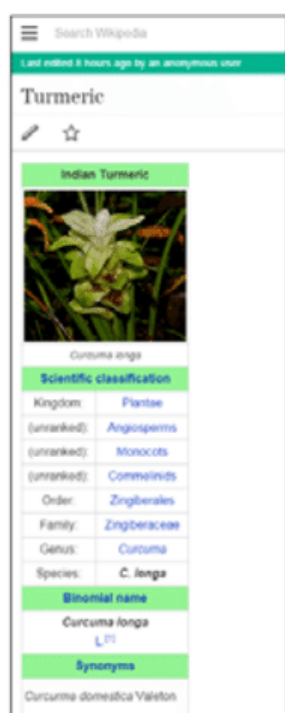 Search Wikipedia
Last edited 8 hours ago by an anonymous user
Turmeric
Indian Turmeric
Curcuma longa
Scientific classification
Kingdom: Plantae
(unranked): Angiosperms
(unranked): Monocots
(unranked): Commelinids
Order: Zingiberales
Family: Zingiberaceae
Genus: Curcuma
Species: C. longa
Binomial name
Curcuma longa
L.[1]
Synonyms
Curcuma domestica Valeton